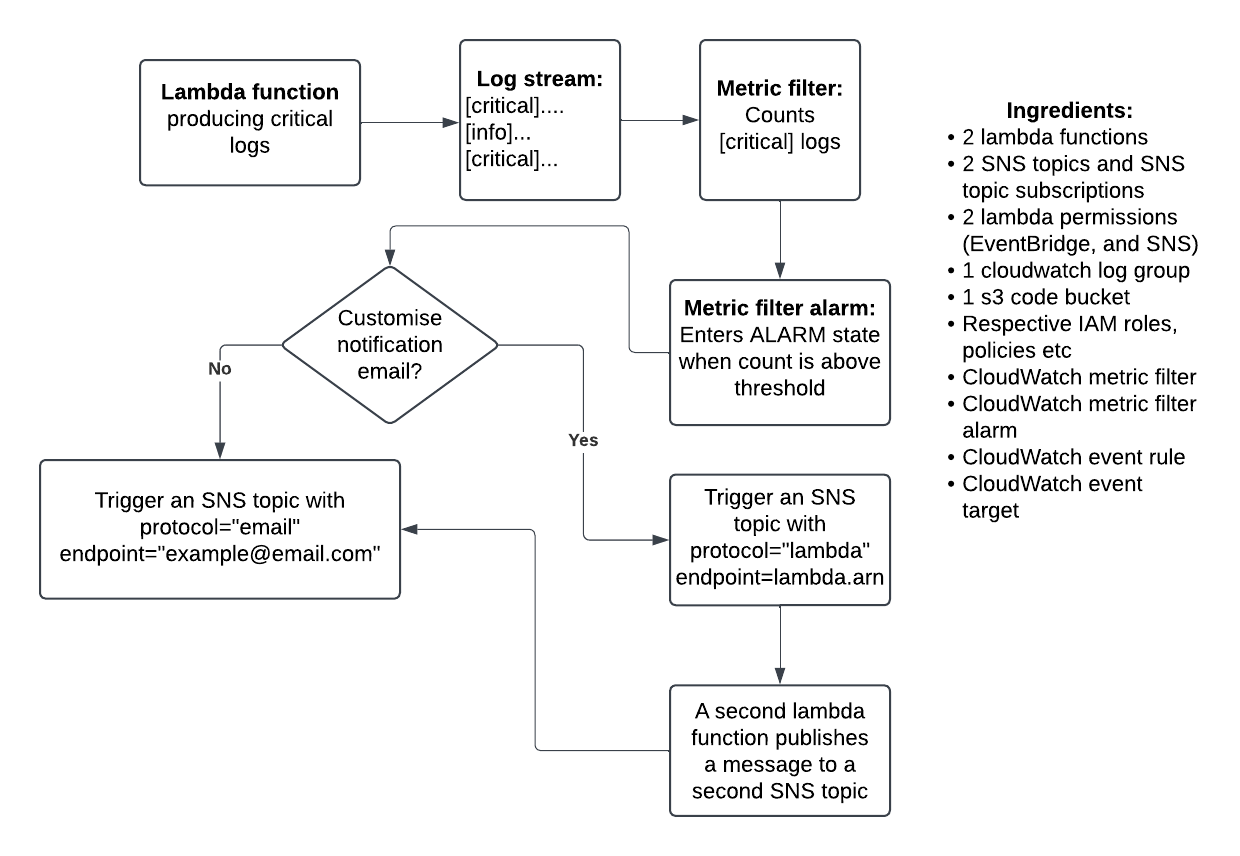 Lambda function
producing critical
logs
Log stream:
[critical]....
[info]...
[critical]...
Metric filter:
Counts
[critical] logs
Ingredients:
• 2 lambda functions
• 2 SNS topics and SNS
topic subscriptions
• 2 lambda permissions
(EventBridge, and SNS)
• 1 cloudwatch log group
• 1 s3 code bucket
• Respective IAM roles,
policies etc
• CloudWatch metric filter
• CloudWatch metric filter
alarm
• CloudWatch event rule
• CloudWatch event
target
Metric filter alarm:
Enters ALARM state
when count is above
threshold
Customise
notification
email?
No
Yes
Trigger an SNS topic with
protocol="email"
endpoint="example@email.com"
Trigger an SNS
topic with
protocol="lambda"
endpoint=lambda.arn
A second lambda
function publishes
a message to a
second SNS topic